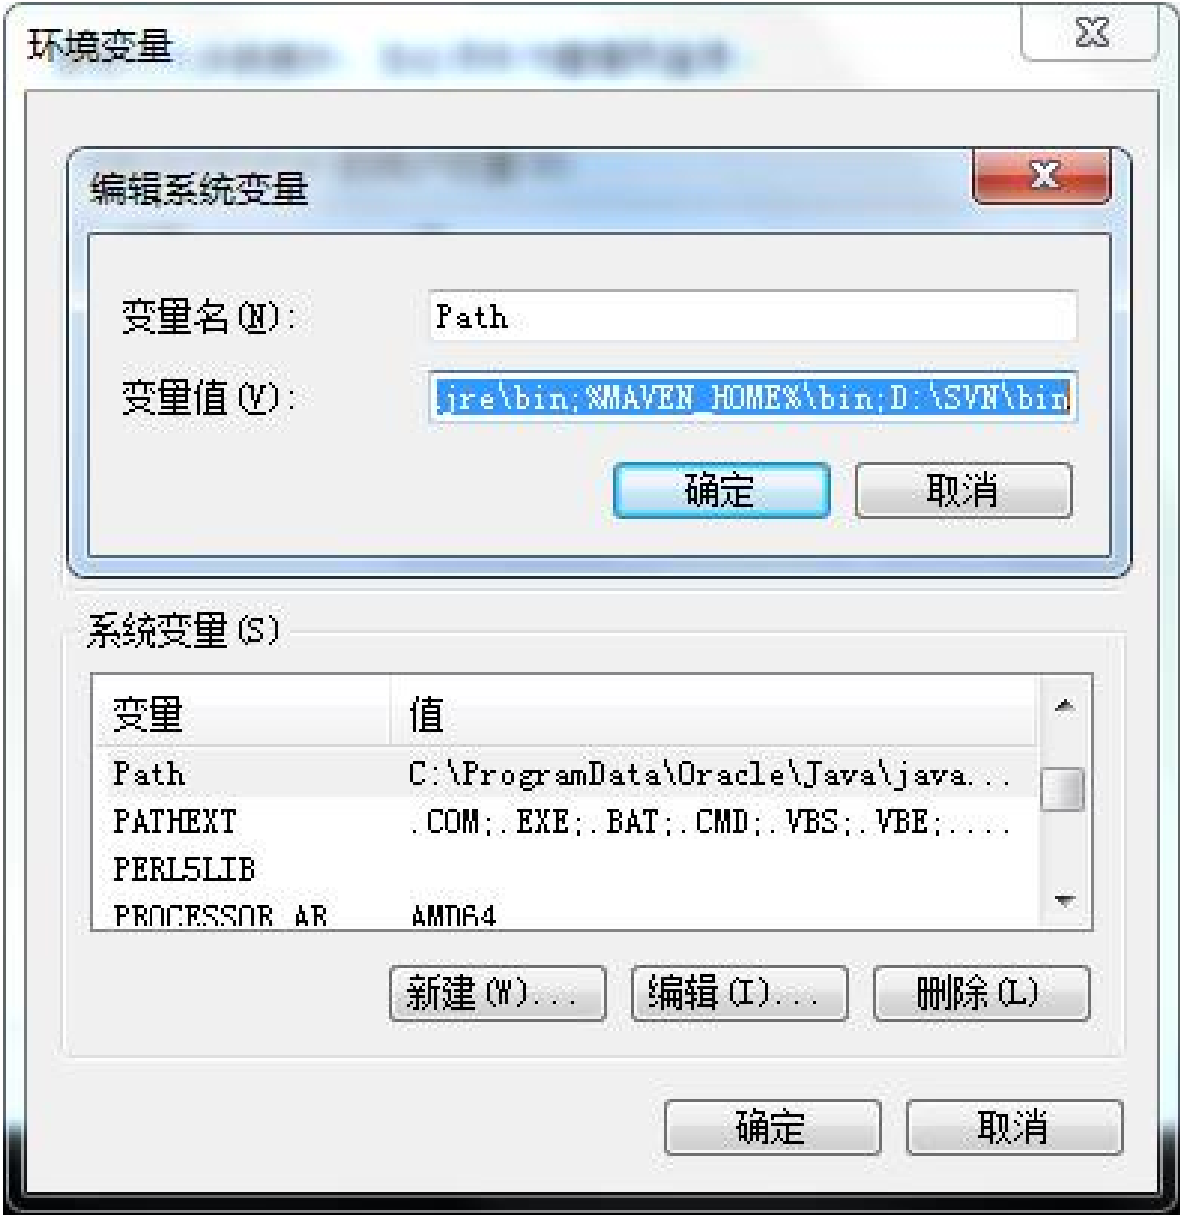 环境变量
编辑系统变量
变量名(N):
Path
变量值(V):
jre\bin;%MAVEN_HOME%\bin;D:\SVN\bin
确定
取消
系统变量(S)
变量 值
Path C:\ProgramData\Oracle\Java\java...
PATHEXT .COM;.EXE;.BAT;.CMD;.VBS;.VBE;....
PERL5LIB
PROCESSOR_AR AMD64
新建(W)... 编辑(I)... 删除(L)
确定 取消